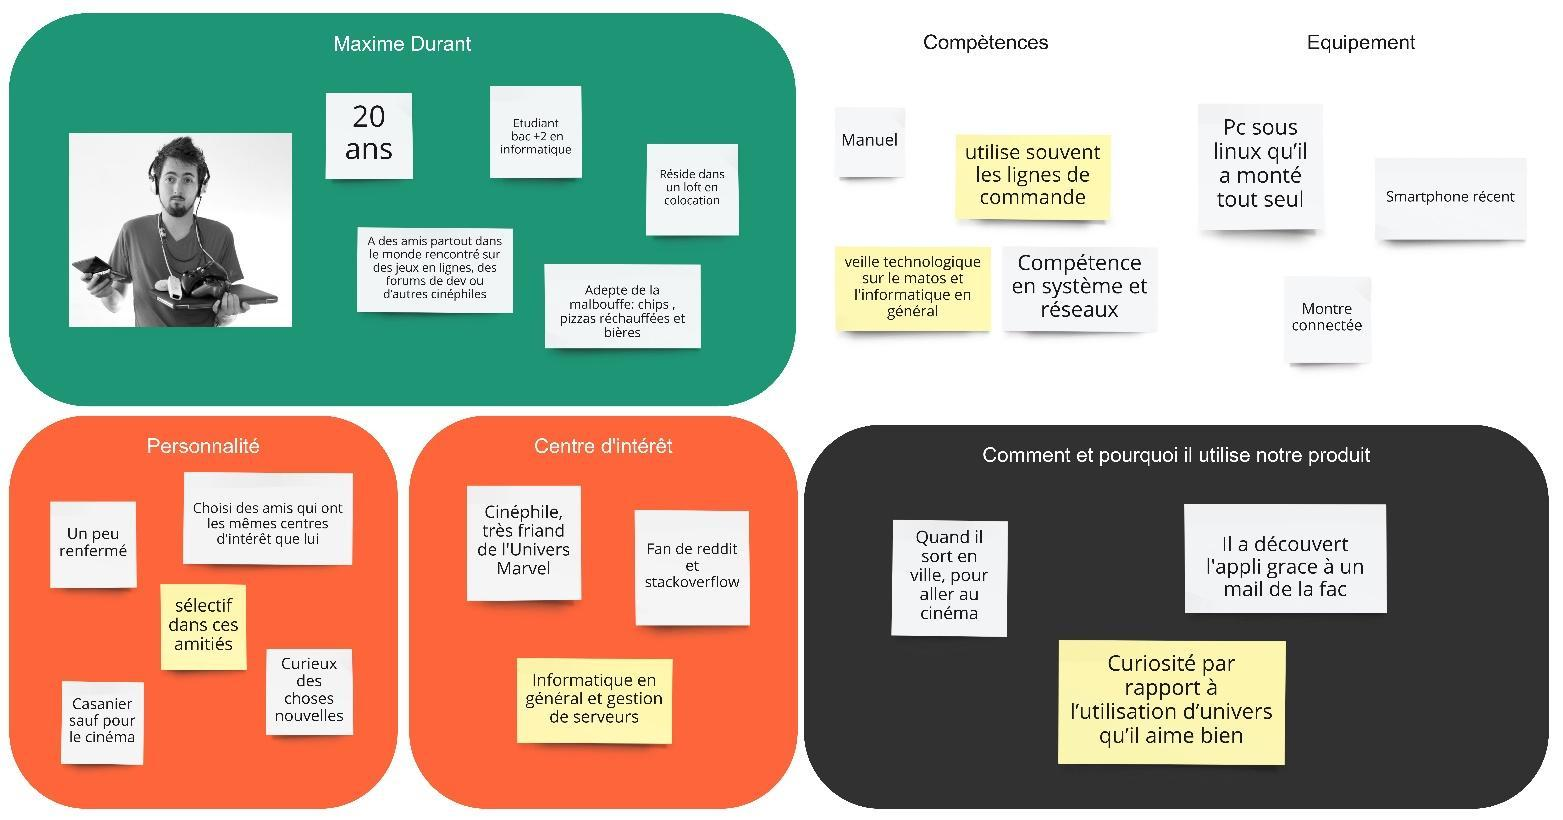 Maxime Durant
20
ans
Etudiant
bac +2 en
informatique
Réside dans
un loft en
colocation
A des amis partout dans
le monde rencontré sur
des jeux en lignes, des
forums de dev ou
d'autres cinéphiles
Adepte de la
malbouffe: chips ,
pizzas réchauffées et
bières
Compètences
Manuel
utilise souvent
les lignes de
commande
veille technologique
sur le matos et
l'informatique en
général
Compétence
en système et
réseaux
Equipement
Pc sous
linux qu'il
a monté
tout seul
Smartphone récent
Montre
connectée
Personnalité
Un peu
renfermé
Choisi des amis qui ont
les mêmes centres
d'intérêt que lui
sélectif
dans ces
amitiés
Casanier
sauf pour
le cinéma
Curieux
des
choses
nouvelles
Centre d'intérêt
Cinéphile,
très friand
de l'Univers
Marvel
Fan de reddit
et
stackoverflow
Informatique en
général et gestion
de serveurs
Comment et pourquoi il utilise notre produit
Quand il
sort en
ville, pour
aller au
cinéma
Il a découvert
l'appli grace à un
mail de la fac
Curiosité par
rapport à
l'utilisation d'univers
qu'il aime bien